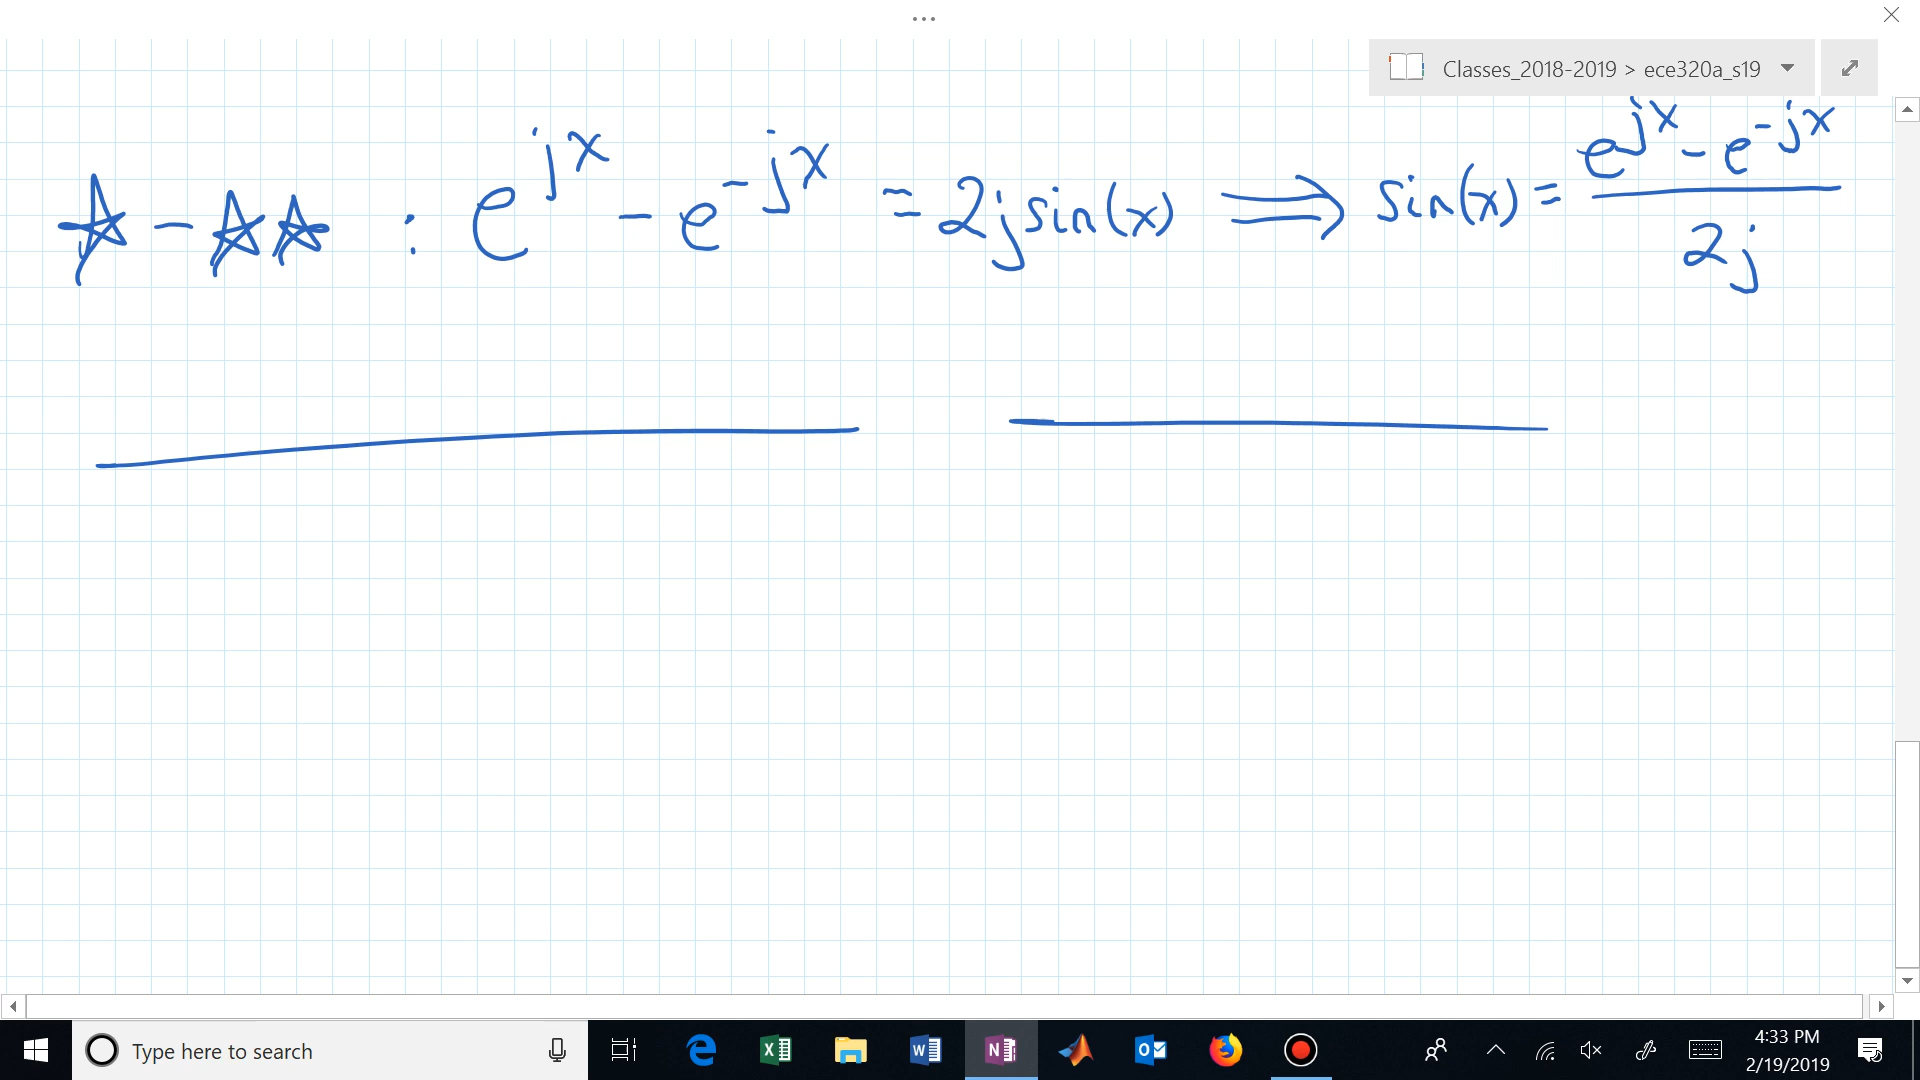 Classes_2018-2019 > ece320a_s19
☆ - ☆☆ : e^{jx} - e^{-jx} = 2j sin(x) ⟹ sin(x) = \frac{e^{jx} - e^{-jx}}{2j}
Type here to search
4:33 PM
2/19/2019